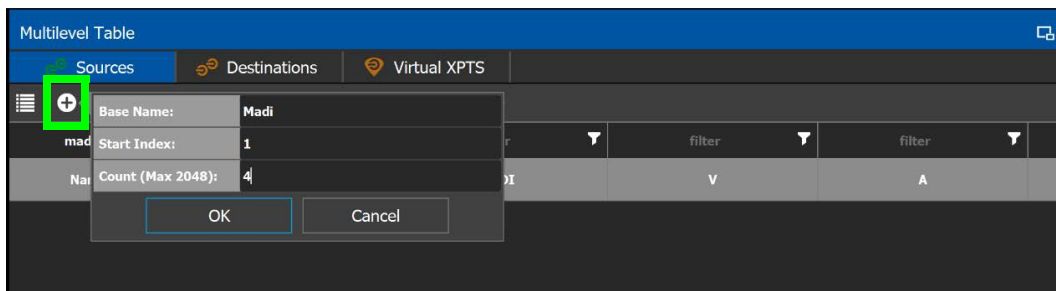 Multilevel Table
Sources Destinations Virtual XPTS
Base Name: Madi
mad Start Index: 1 filter filter
Count (Max 2048): 4 V A
OK Cancel